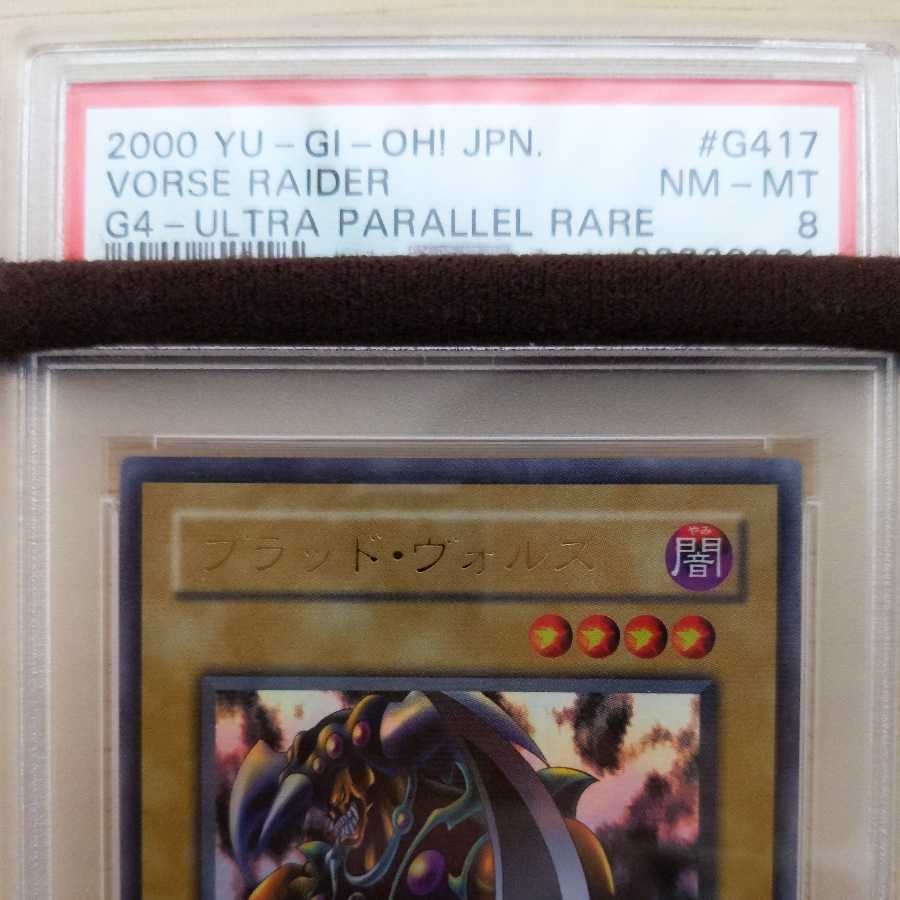 2000 YU-GI-OH! JPN. #G417
VORSE RAIDER NM-MT
G4-ULTRA PARALLEL RARE 8
ブラッド・ヴォルス
やみ
闇